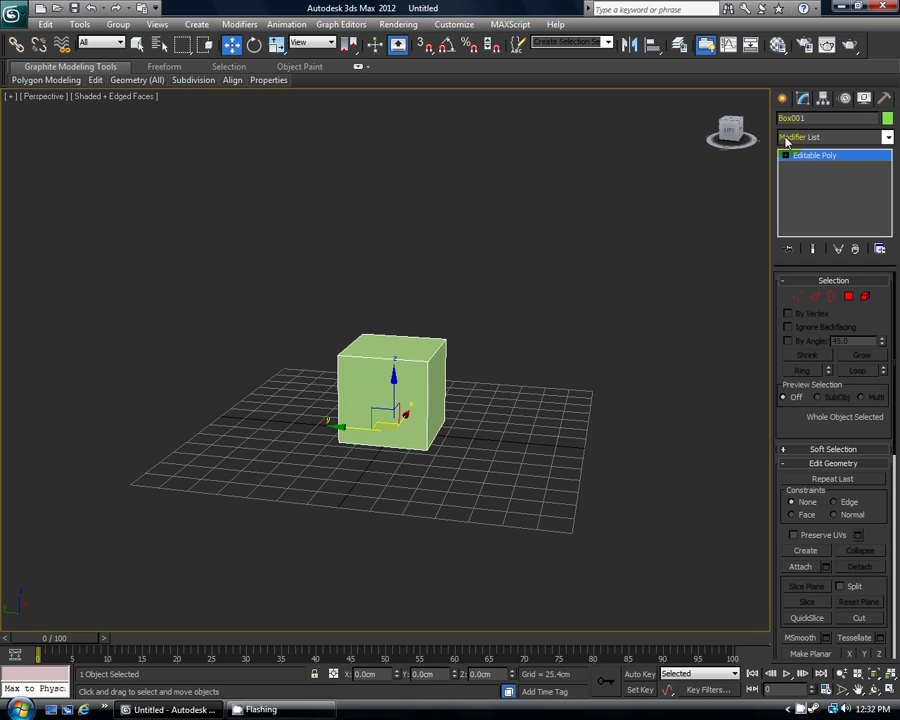 Autodesk 3ds Max 2012 Untitled
Type a keyword or phrase
Edit Tools Group Views Create Modifiers Animation Graph Editors Rendering Customize MAXScript Help
All View Create Selection Se
Graphite Modeling Tools Freeform Selection Object Paint
Polygon Modeling Edit Geometry (All) Subdivision Align Properties
[ + ] [ Perspective ] [ Shaded + Edged Faces ]
Box001
Modifier List
Editable Poly
Selection
By Vertex
Ignore Backfacing
By Angle: 45.0
Shrink Grow
Ring Loop
Preview Selection
Off SubObj Multi
Whole Object Selected
Soft Selection
Edit Geometry
Repeat Last
Constraints
None Edge
Face Normal
Preserve UVs
Create Collapse
Attach Detach
Slice Plane Split
Slice Reset Plane
QuickSlice Cut
MSmooth Tessellate
Make Planar X Y Z
z
x
y
0 / 100
0 5 10 15 20 25 30 35 40 45 50 55 60 65 70 75 80 85 90 95 100
1 Object Selected X: 0.0cm Y: 0.0cm Z: 0.0cm Grid = 25.4cm Auto Key Selected
Max to Physc Click and drag to select and move objects Add Time Tag Set Key Key Filters... 0
Untitled - Autodesk ... Flashing 12:32 PM